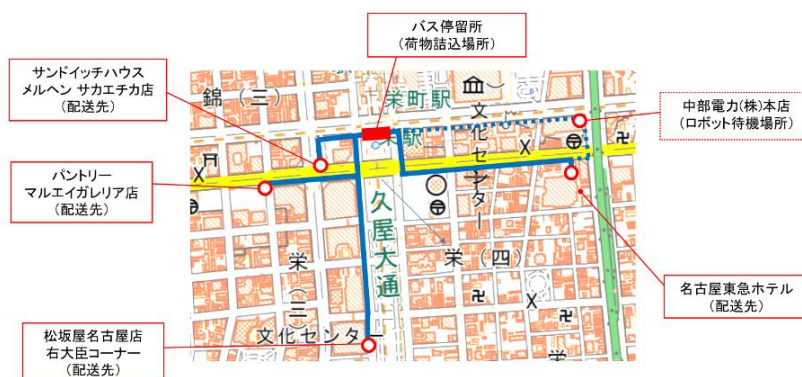 バス停留所
(荷物詰込場所)
サンドイッチハウス
メルヘン サカエチカ店
(配送先)
中部電力(株)本店
(ロボット待機場所)
パントリー
マルエイガレリア店
(配送先)
名古屋東急ホテル
(配送先)
松坂屋名古屋店
右大臣コーナー
(配送先)
錦(三)
栄町駅
栄駅
文化センター
久屋大通
栄(四)
栄(三)
文化センタ
栄